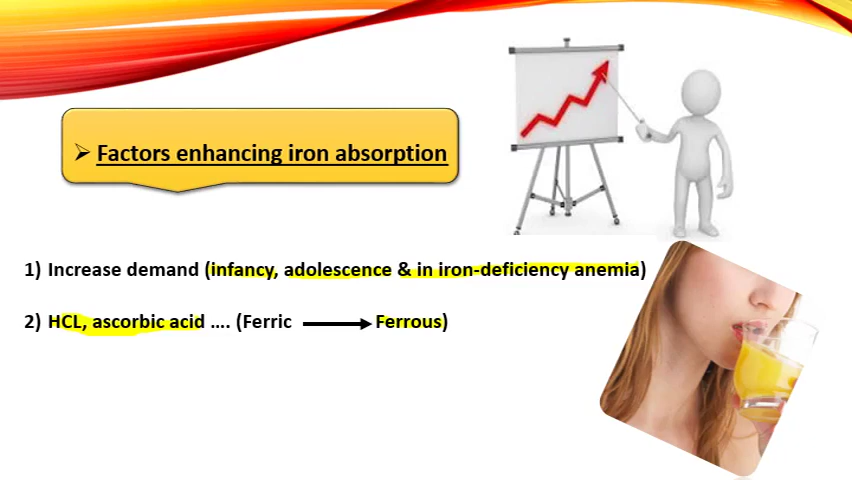 ➢ Factors enhancing iron absorption
1) Increase demand (infancy, adolescence & in iron-deficiency anemia)
2) HCL, ascorbic acid .... (Ferric ⟶ Ferrous)